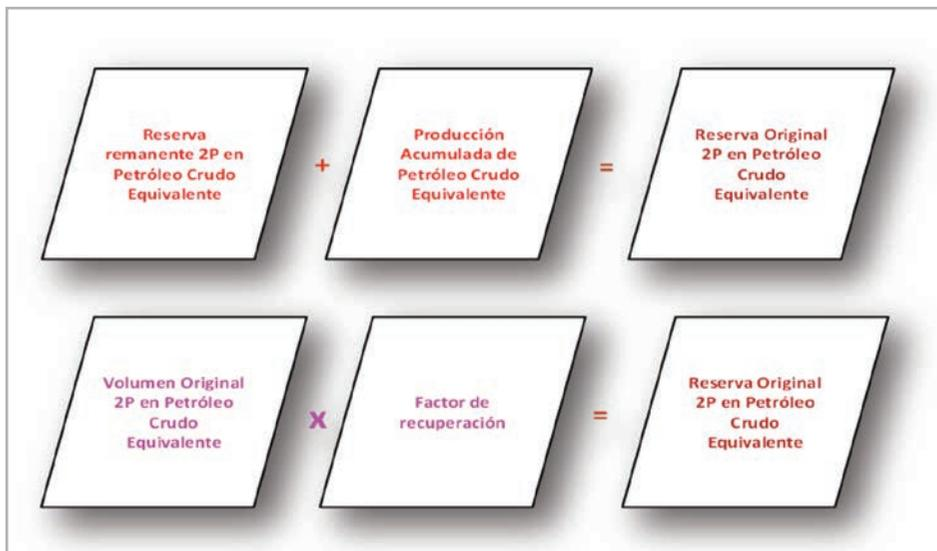 Reserva
remanente 2P en
Petróleo Crudo
Equivalente
+
Producción
Acumulada de
Petróleo Crudo
Equivalente
=
Reserva Original
2P en Petróleo
Crudo
Equivalente
Volumen Original
2P en Petróleo
Crudo
Equivalente
X
Factor de
recuperación
=
Reserva Original
2P en Petróleo
Crudo
Equivalente